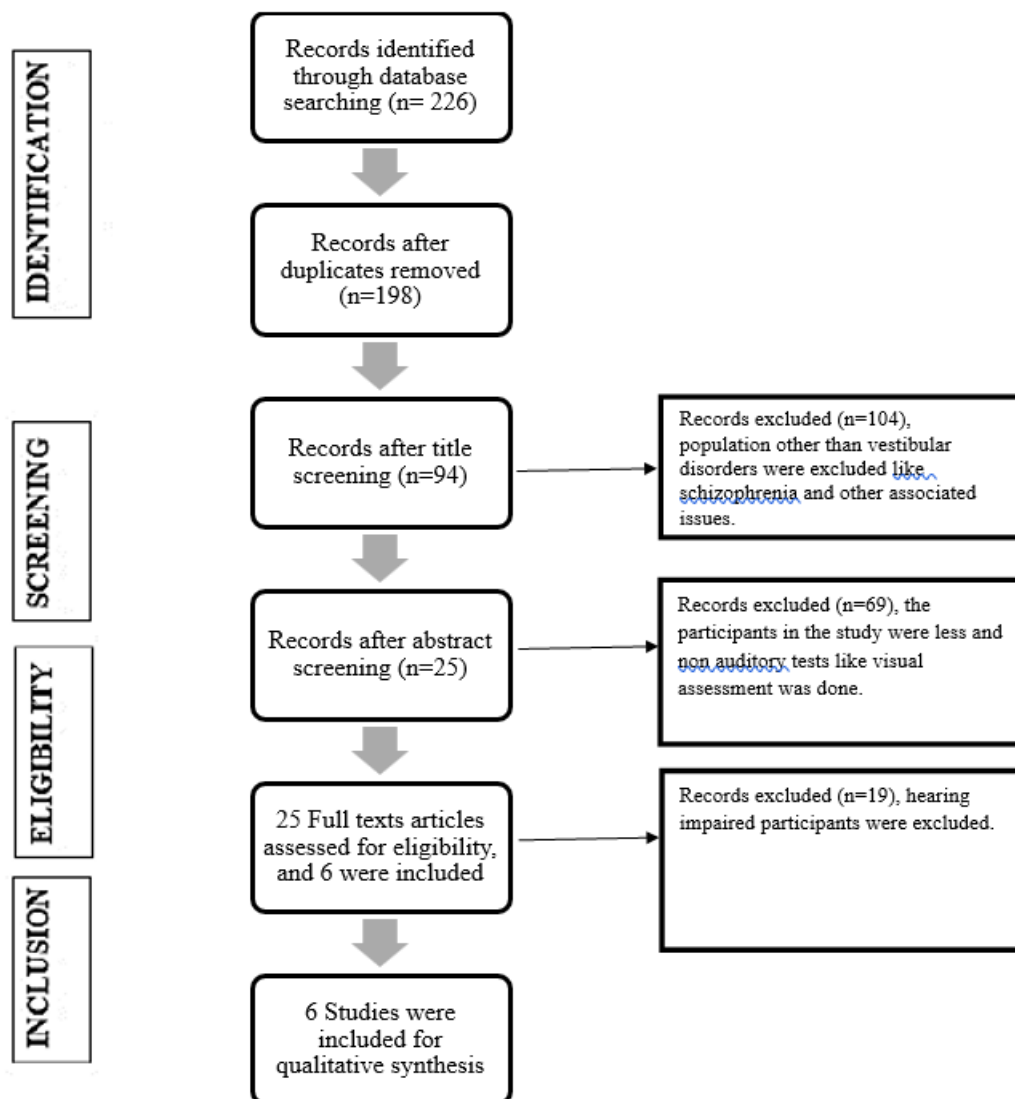 IDENTIFICATION
Records identified
through database
searching (n= 226)
Records after
duplicates removed
(n=198)
SCREENING
Records after title
screening (n=94)
Records excluded (n=104),
population other than vestibular
disorders were excluded like
schizophrenia and other associated
issues.
Records after abstract
screening (n=25)
Records excluded (n=69), the
participants in the study were less and
non auditory tests like visual
assessment was done.
ELIGIBILITY
25 Full texts articles
assessed for eligibility,
and 6 were included
Records excluded (n=19), hearing
impaired participants were excluded.
INCLUSION
6 Studies were
included for
qualitative synthesis